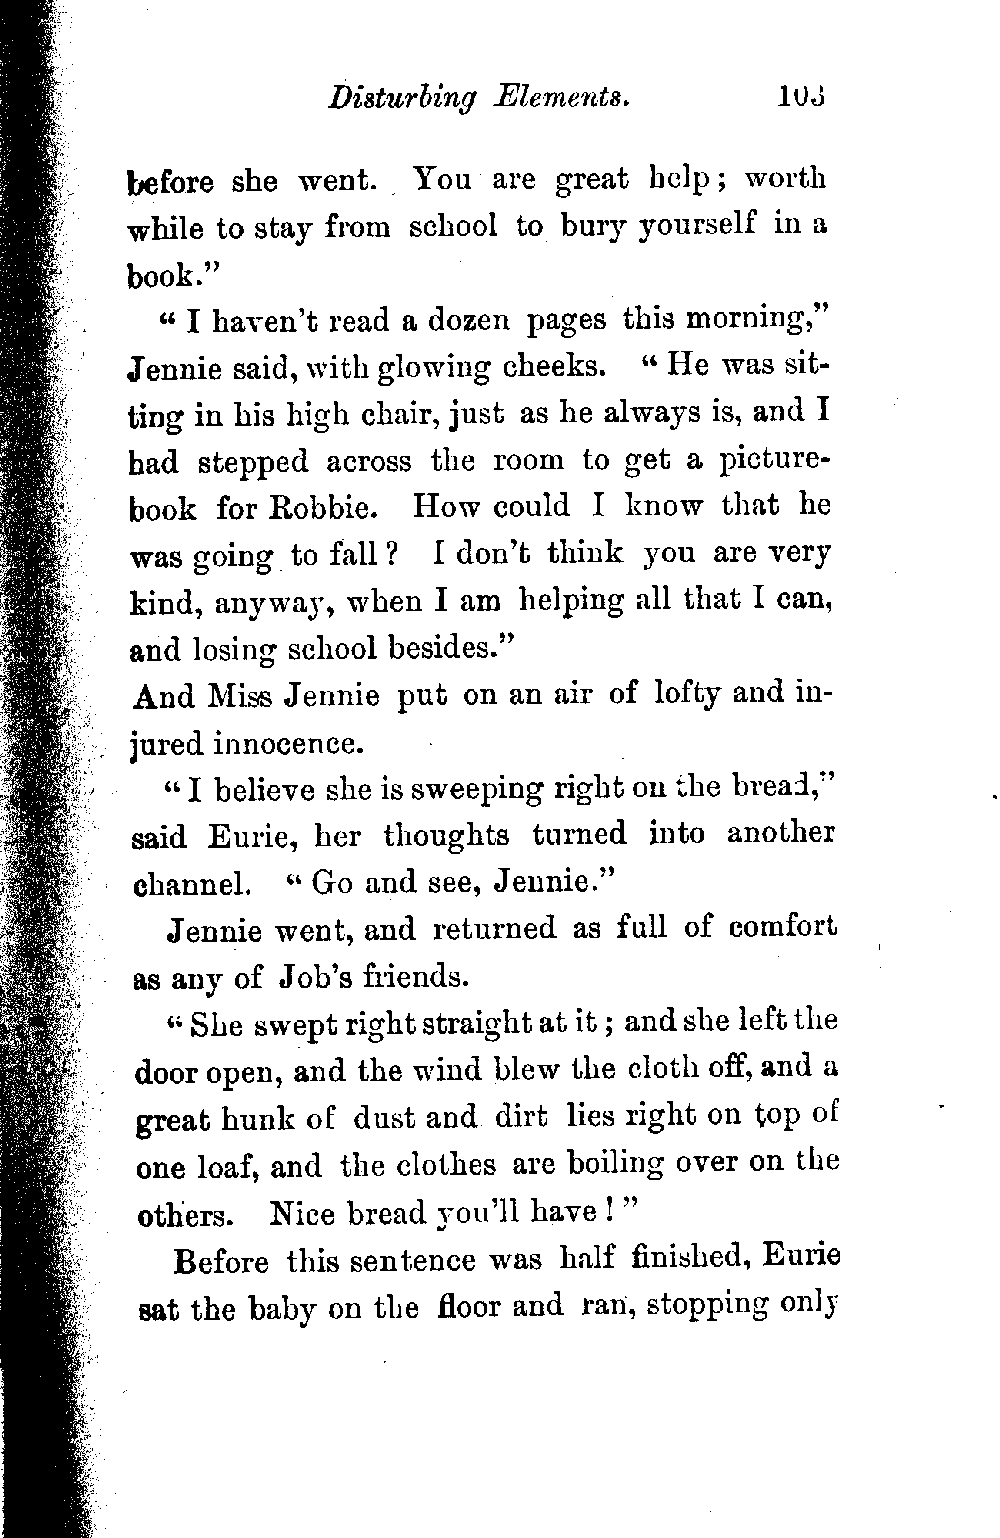 Disturbing Elements. 103
before she went. You are great help; worth
while to stay from school to bury yourself in a
book."
"I haven't read a dozen pages this morning,"
Jennie said, with glowing cheeks. "He was sit-
ting in his high chair, just as he always is, and I
had stepped across the room to get a picture-
book for Robbie. How could I know that he
was going to fall? I don't think you are very
kind, anyway, when I am helping all that I can,
and losing school besides."
And Miss Jennie put on an air of lofty and in-
jured innocence.
"I believe she is sweeping right on the bread,"
said Eurie, her thoughts turned into another
channel. "Go and see, Jennie."
Jennie went, and returned as full of comfort
as any of Job's friends.
"She swept right straight at it; and she left the
door open, and the wind blew the cloth off, and a
great hunk of dust and dirt lies right on top of
one loaf, and the clothes are boiling over on the
others. Nice bread you'll have!"
Before this sentence was half finished, Eurie
sat the baby on the floor and ran, stopping only